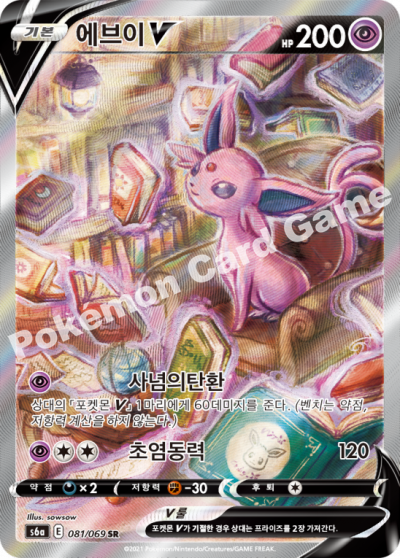 기본 에브이 V HP 200
Pokémon Card Game
사념의탄환
상대의 「포켓몬 V」 1마리에게 60데미지를 준다. (벤치는 약점,
저항력 계산을 하지 않는다.)
초염동력 120
약점 ×2 저항력 -30 후퇴
Illus. sowsow
s6a E 081/069 SR
V룰
포켓몬 V가 기절한 경우 상대는 프라이즈를 2장 가져간다.
©2021 Pokémon/Nintendo/Creatures/GAME FREAK.